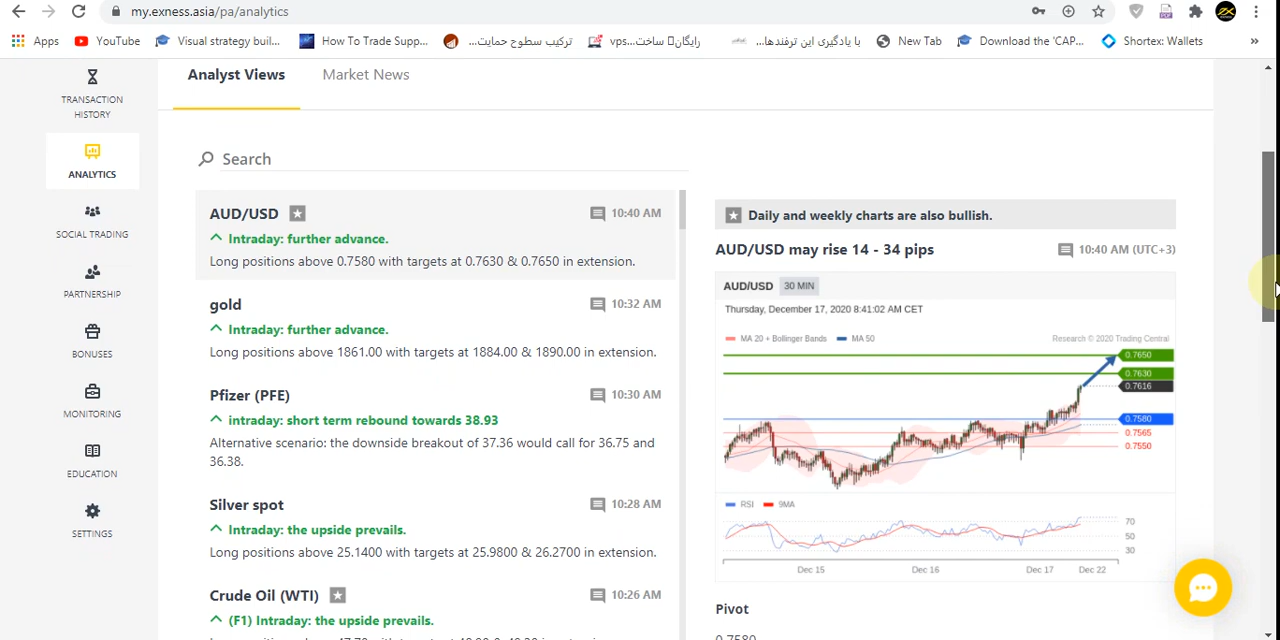 my.exness.asia/pa/analytics
Apps
YouTube
Visual strategy buil...
How To Trade Supp...
ترکیب سطوح حمایت...
رایگان ساخت...vps
با یادگیری این ترفندها...
New Tab
Download the 'CAP...
Shortex: Wallets
»
TRANSACTION
HISTORY
ANALYTICS
SOCIAL TRADING
PARTNERSHIP
BONUSES
MONITORING
EDUCATION
SETTINGS
Analyst Views
Market News
Search
AUD/USD
10:40 AM
Intraday: further advance.
Long positions above 0.7580 with targets at 0.7630 & 0.7650 in extension.
gold
10:32 AM
Intraday: further advance.
Long positions above 1861.00 with targets at 1884.00 & 1890.00 in extension.
Pfizer (PFE)
10:30 AM
intraday: short term rebound towards 38.93
Alternative scenario: the downside breakout of 37.36 would call for 36.75 and
36.38.
Silver spot
10:28 AM
Intraday: the upside prevails.
Long positions above 25.1400 with targets at 25.9800 & 26.2700 in extension.
Crude Oil (WTI)
10:26 AM
(F1) Intraday: the upside prevails.
Daily and weekly charts are also bullish.
AUD/USD may rise 14 - 34 pips
10:40 AM (UTC+3)
AUD/USD 30 MIN
Thursday, December 17, 2020 8:41:02 AM CET
MA 20 + Bollinger Bands
MA 50
Research © 2020 Trading Central
0.7650
0.7630
0.7616
0.7580
0.7565
0.7550
RSI
9MA
70
50
30
Dec 15
Dec 16
Dec 17
Dec 22
Pivot
0.7580